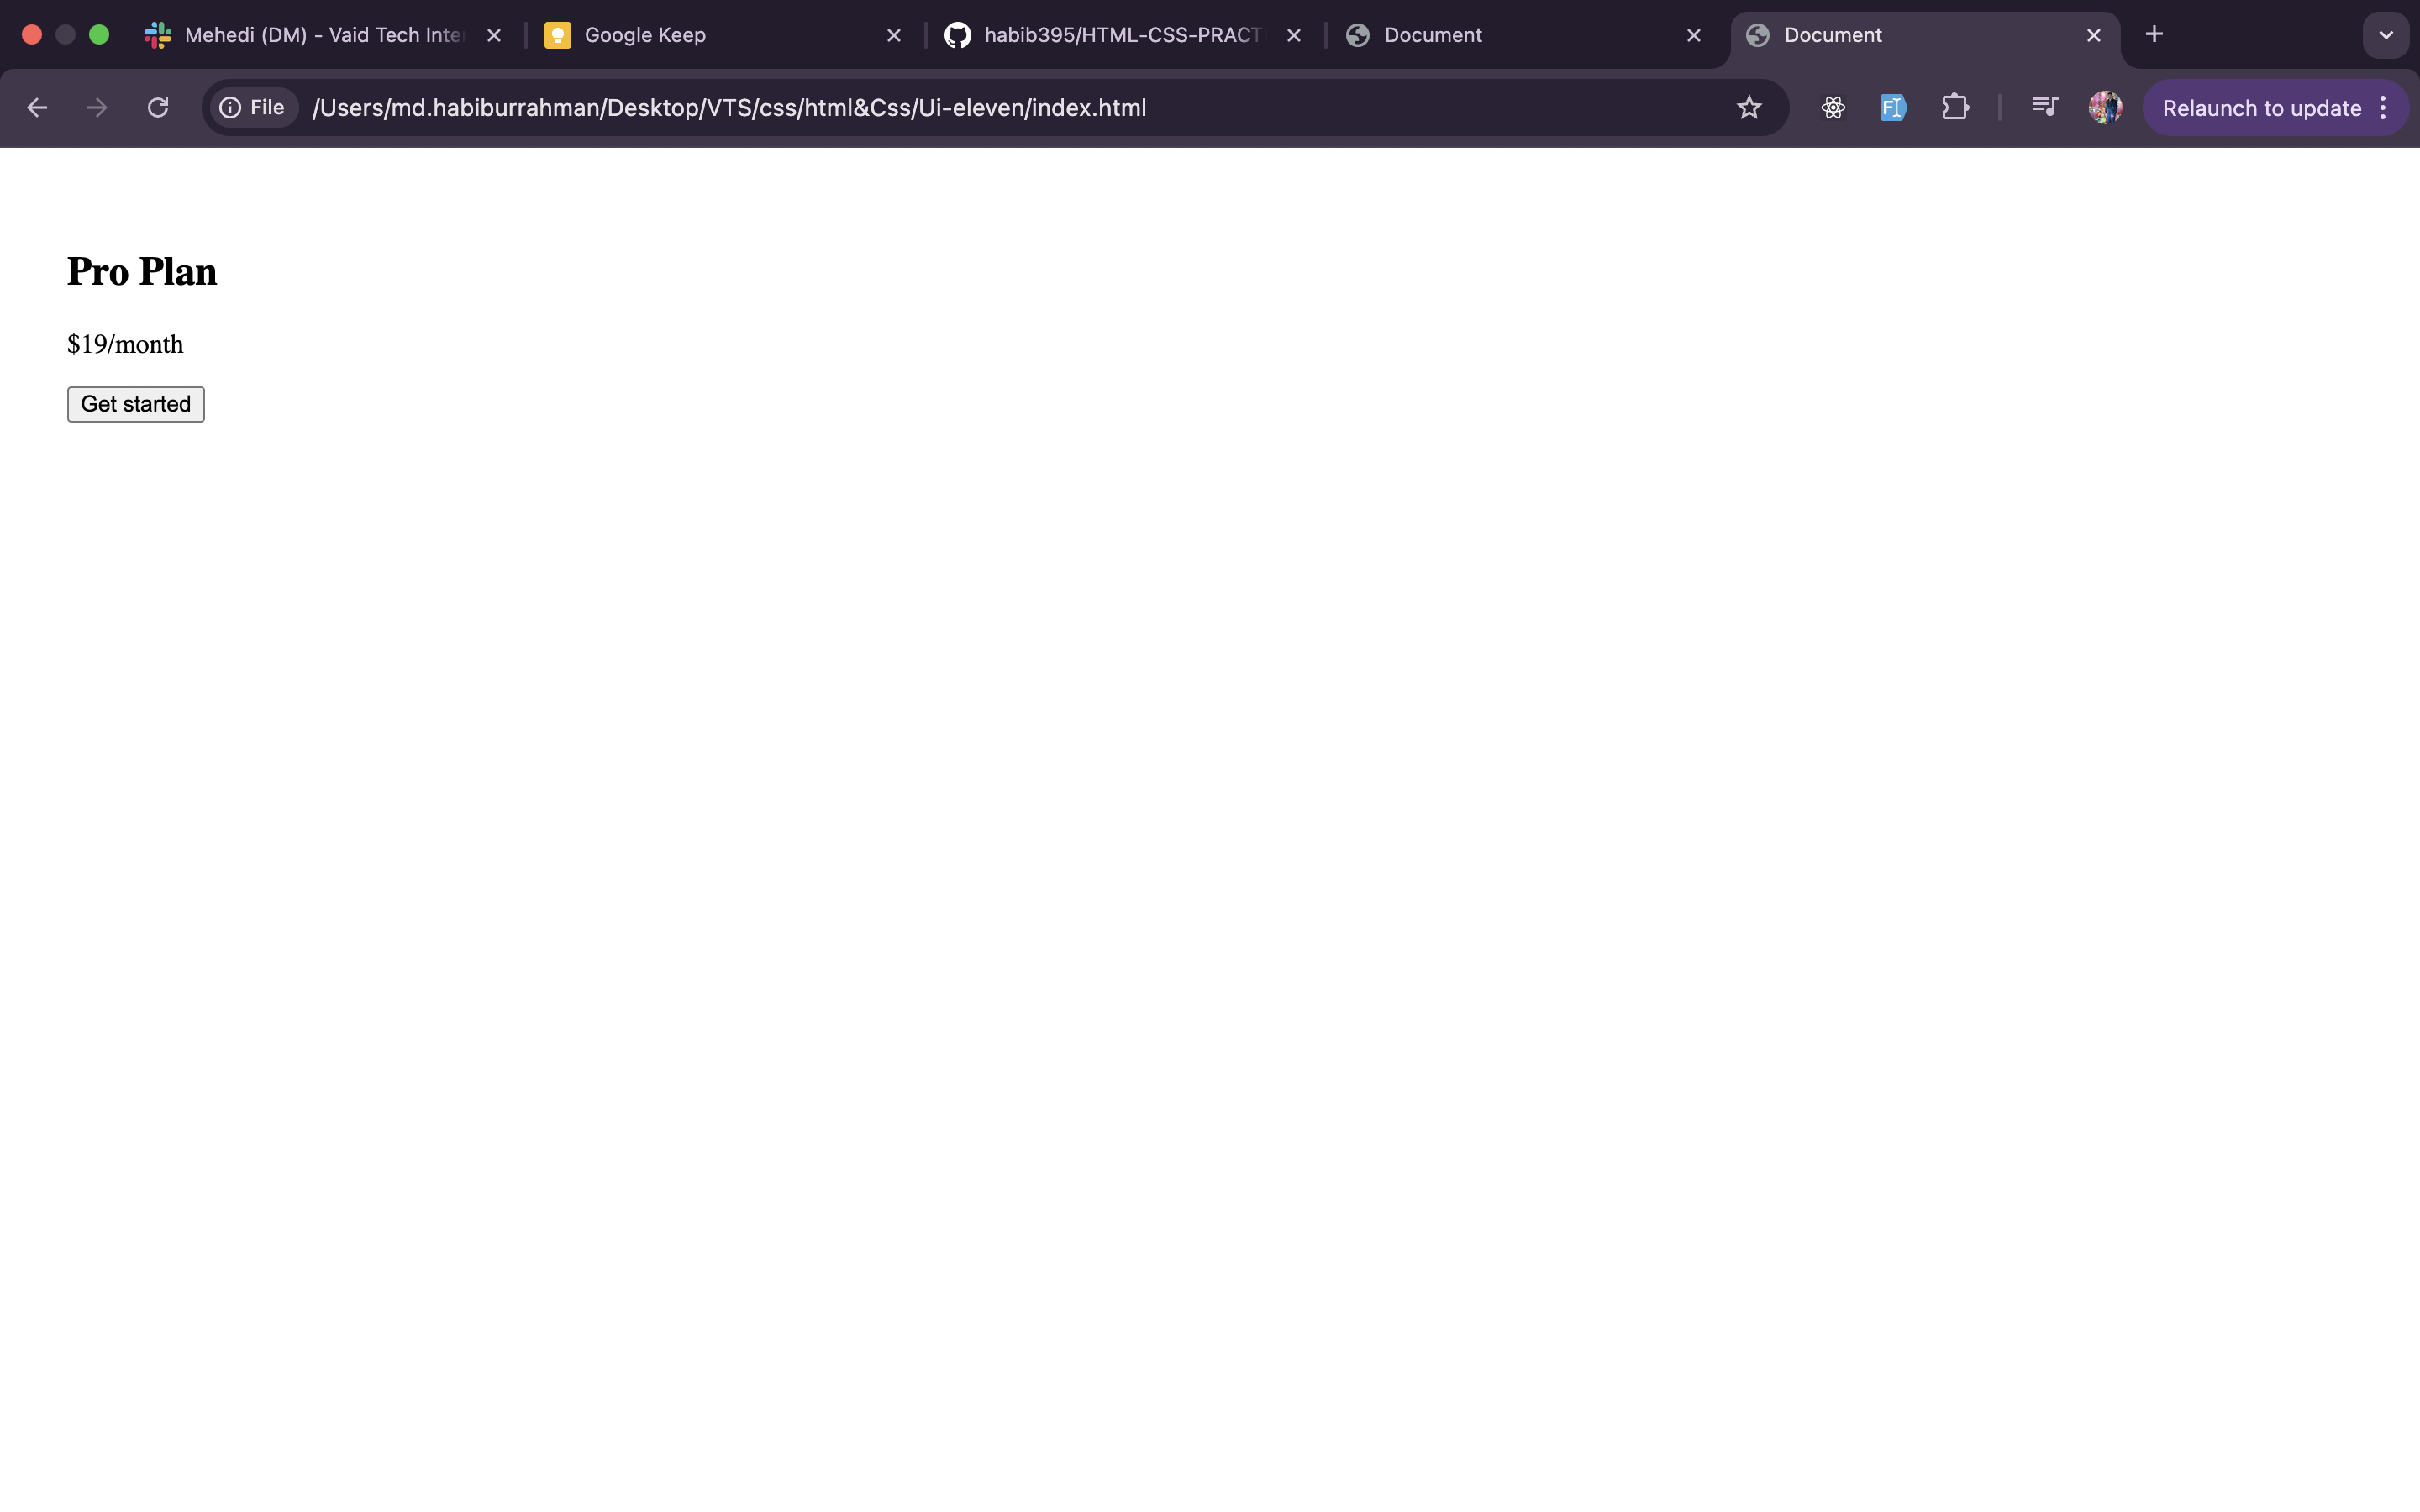 Mehedi (DM) - Vaid Tech Inte
Google Keep
habib395/HTML-CSS-PRACT
Document
Document
File
/Users/md.habiburrahman/Desktop/VTS/css/html&Css/Ui-eleven/index.html
Relaunch to update
Pro Plan
$19/month
Get started